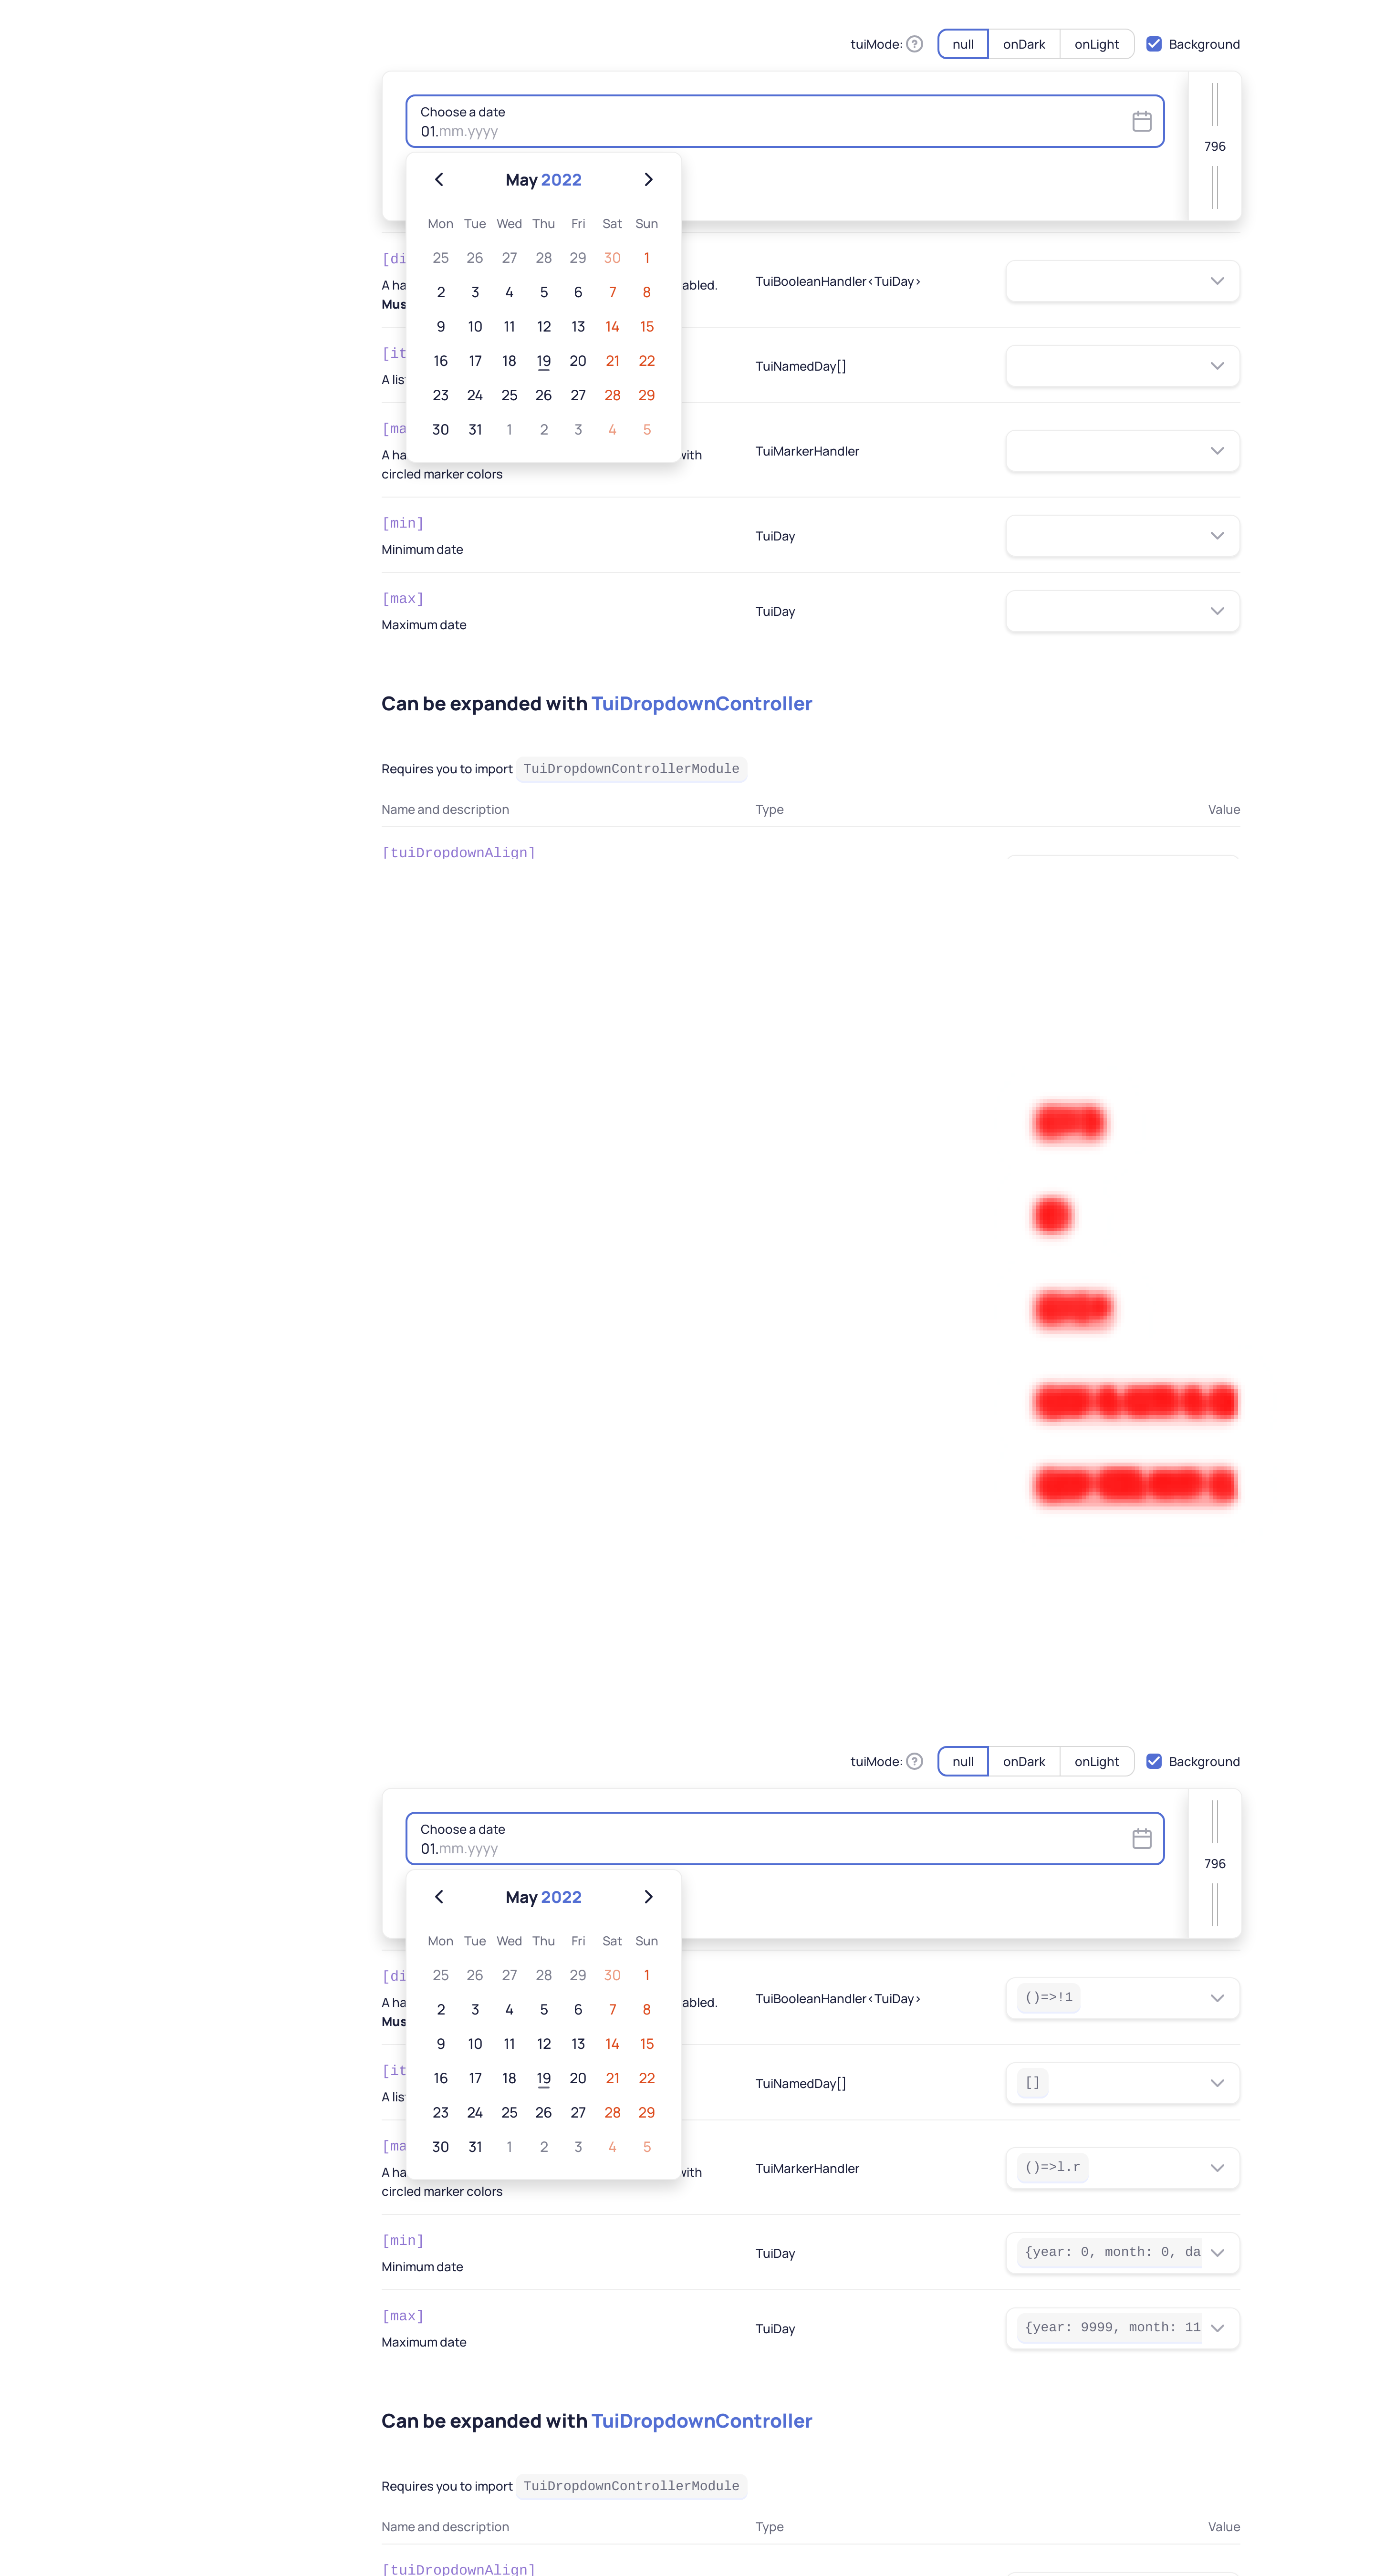 tuiMode: ? null onDark onLight Background
Choose a date
01.mm.yyyy
796
May 2022
Mon Tue Wed Thu Fri Sat Sun
25 26 27 28 29 30 1
2 3 4 5 6 7 8
9 10 11 12 13 14 15
16 17 18 19 20 21 22
23 24 25 26 27 28 29
30 31 1 2 3 4 5
[di
A ha abled.
Mus
TuiBooleanHandler<TuiDay>
[it
A lis
TuiNamedDay[]
[ma
A ha with
circled marker colors
TuiMarkerHandler
[min]
Minimum date
TuiDay
[max]
Maximum date
TuiDay
Can be expanded with TuiDropdownController
Requires you to import TuiDropdownControllerModule
Name and description Type Value
[tuiDropdownAlign]
tuiMode: ? null onDark onLight Background
Choose a date
01.mm.yyyy
796
May 2022
Mon Tue Wed Thu Fri Sat Sun
25 26 27 28 29 30 1
2 3 4 5 6 7 8
9 10 11 12 13 14 15
16 17 18 19 20 21 22
23 24 25 26 27 28 29
30 31 1 2 3 4 5
[di
A ha abled.
Mus
TuiBooleanHandler<TuiDay>
()=>!1
[it
A lis
TuiNamedDay[]
[]
[ma
A ha with
circled marker colors
TuiMarkerHandler
()=>l.r
[min]
Minimum date
TuiDay
{year: 0, month: 0, da
[max]
Maximum date
TuiDay
{year: 9999, month: 11
Can be expanded with TuiDropdownController
Requires you to import TuiDropdownControllerModule
Name and description Type Value
[tuiDropdownAlign]